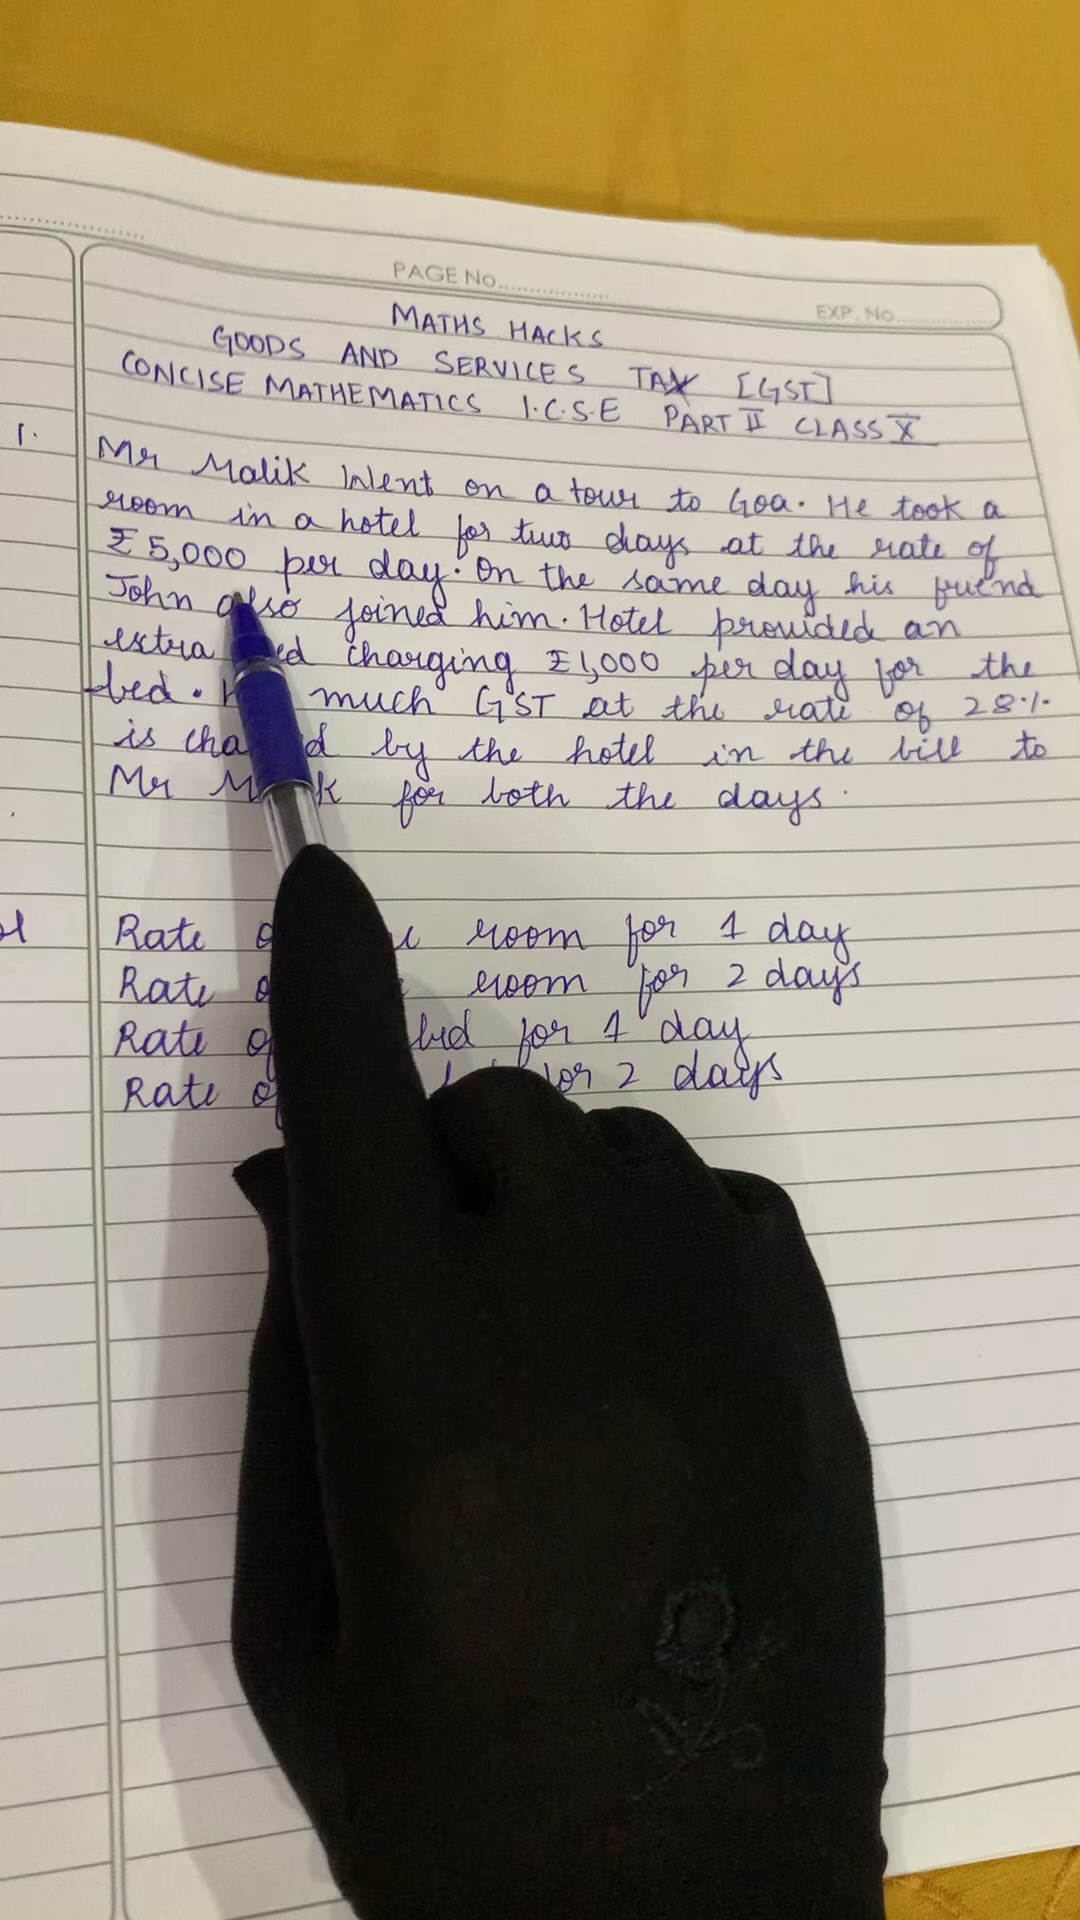 PAGE No.
EXP. No.
MATHS HACKS
GOODS AND SERVICES TAX [GST]
CONCISE MATHEMATICS I.C.S.E PART II CLASS X
1. Mr Malik Went on a tour to Goa. He took a
room in a hotel for two days at the rate of
₹5,000 per day. On the same day his friend
John also joined him. Hotel provided an
extra charging ₹1,000 per day for the
bed. much GST at the rate of 28%
is by the hotel in the bill to
Mr for both the days.
Rate room for 1 day
Rate room for 2 days
Rate bed for 1 day
Rate for 2 days